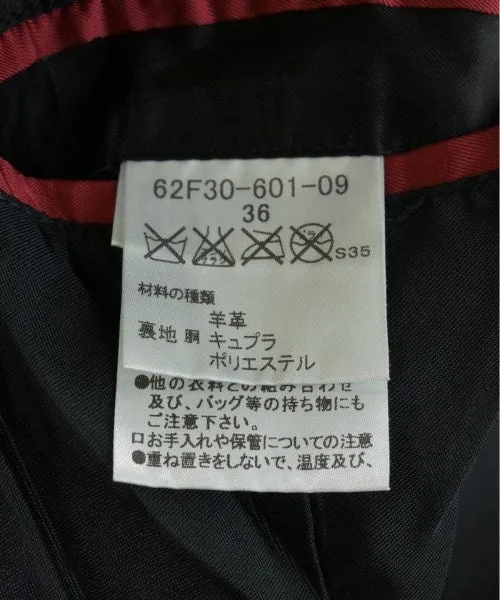 62F30-601-09
36
S35
材料の種類
羊革
裏地 胴 キュプラ
ポリエステル
●他の衣料との組み合わせ
及び、バッグ等の持ち物にも
ご注意下さい。
口お手入れや保管についての注意
●重ね置きをしないで、温度及び、